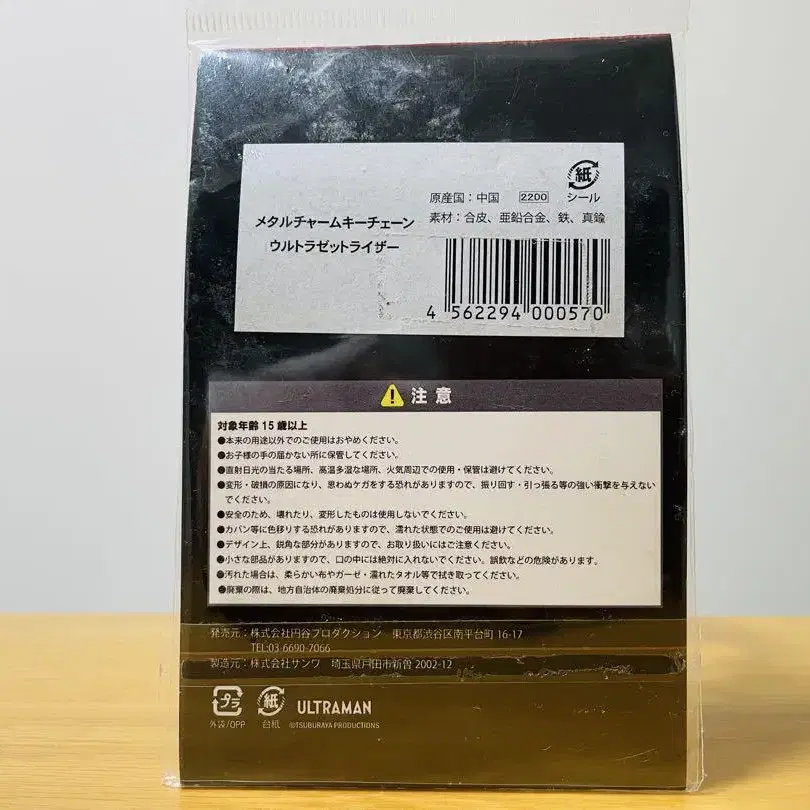 メタルチャームキーチェーン
ウルトラゼットライザー
原産国：中国 2200 紙 シール
素材：合皮、亜鉛合金、鉄、真鍮
4 562294 000570
注意
対象年齢15歳以上
●本来の用途以外でのご使用はおやめください。
●お子様の手の届かない所に保管してください。
●直射日光の当たる場所、高温多湿な場所、火気周辺での使用・保管は避けてください。
●変形・破損の原因になり、思わぬケガをする恐れがありますので、振り回す・引っ張る等の強い衝撃を与えない
でください。
●安全のため、壊れたり、変形したものは使用しないでください。
●カバン等に色移りする恐れがありますので、濡れた状態でのご使用は避けてください。
●デザイン上、鋭角な部分がありますので、お取り扱いにはご注意ください。
●小さな部品がありますので、口の中には絶対に入れないでください。誤飲などの危険があります。
●汚れた場合は、柔らかい布やガーゼ・濡れたタオル等で拭き取ってください。
●廃棄の際は、地方自治体の廃棄処分に従って廃棄してください。
発売元：株式会社円谷プロダクション 東京都渋谷区南平台町16-17
TEL:03-6690-7066
製造元：株式会社サンワ 埼玉県戸田市新曽2002-12
プラ 紙 ULTRAMAN
外袋/OPP 台紙 ©TSUBURAYA PRODUCTIONS